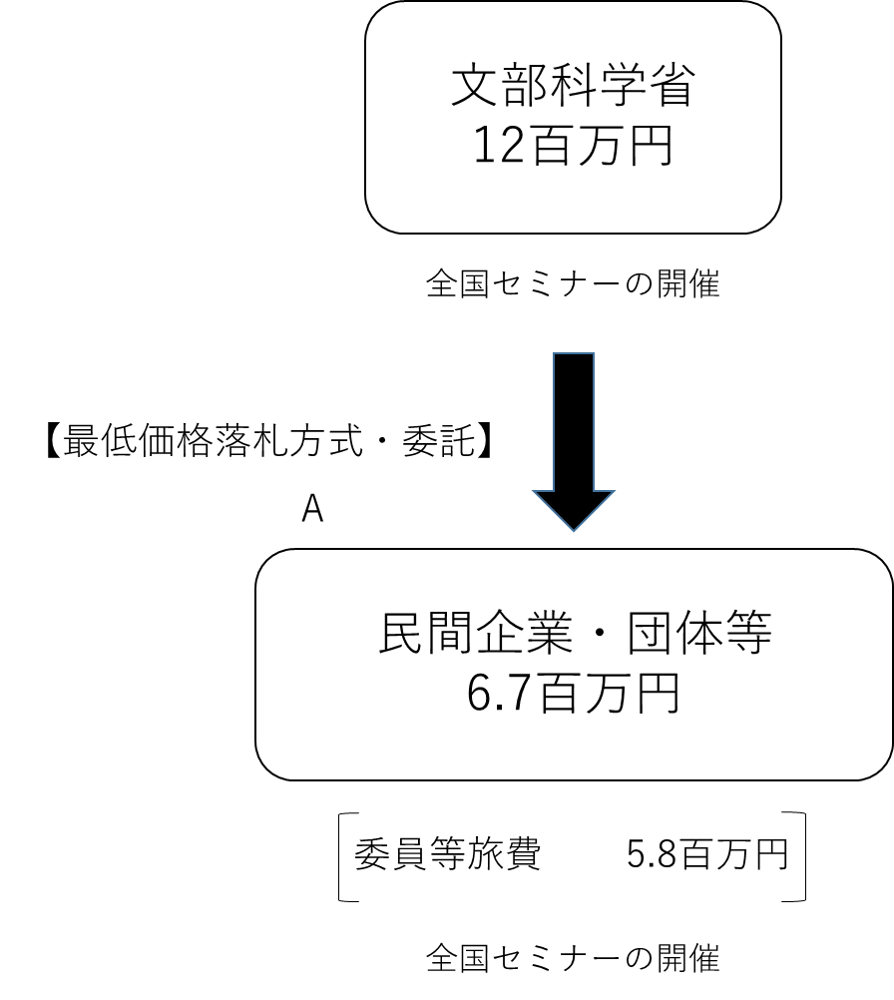 文部科学省
12百万円
全国セミナーの開催
【最低価格落札方式・委託】
A
民間企業・団体等
6.7百万円
委員等旅費 5.8百万円
全国セミナーの開催